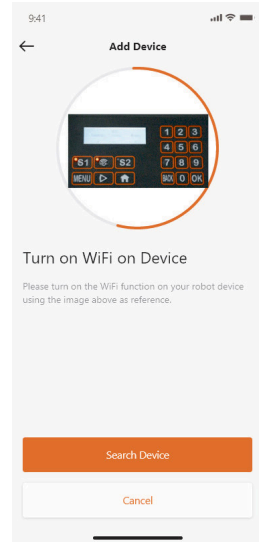 9:41
Add Device
1 2 3
4 5 6
S1 S2 7 8 9
MENU BACK 0 OK
Turn on WiFi on Device
Please turn on the WiFi function on your robot device
using the image above as reference.
Search Device
Cancel